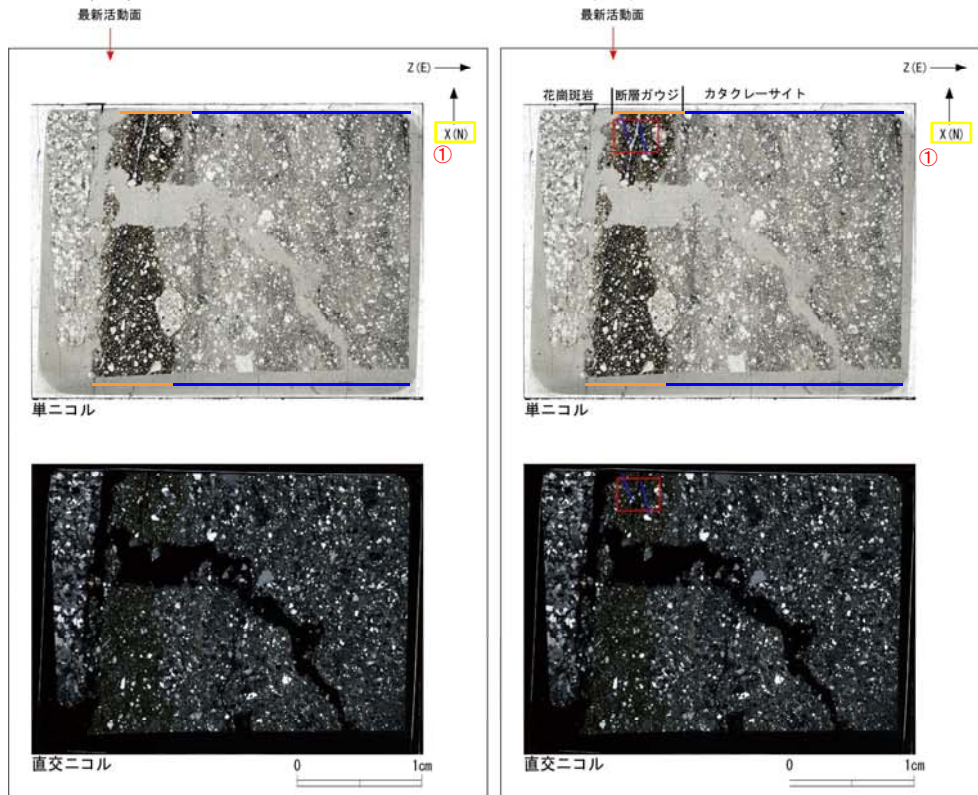 最新活動面
Z(E)
X(N)
①
単ニコル
直交ニコル
0 1cm
最新活動面
Z(E)
花崗斑岩 断層ガウジ カタクレーサイト
X(N)
①
単ニコル
直交ニコル
0 1cm